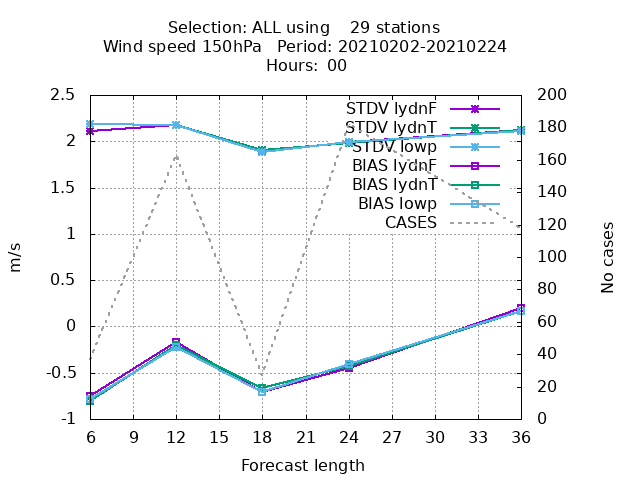 Selection: ALL using    29 stations
Wind speed 150hPa   Period: 20210202-20210224
Hours:  00
2.5
2
1.5
1
0.5
0
-0.5
-1
m/s
200
180
160
140
120
100
80
60
40
20
0
No cases
STDV lydnF
STDV lydnT
STDV lowp
BIAS lydnF
BIAS lydnT
BIAS lowp
CASES
6 9 12 15 18 21 24 27 30 33 36
Forecast length